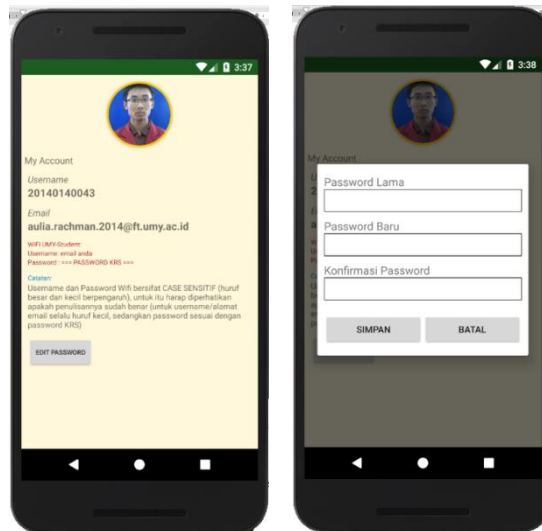 3:37
My Account
Username
20140140043
Email
aulia.rachman.2014@ft.umy.ac.id
WiFi UMY-Student:
Username: email anda
Password : === PASSWORD KRS ===
Catatan:
Username dan Password Wifi bersifat CASE SENSITIF (huruf
besar dan kecil berpengaruh), untuk itu harap diperhatikan
apakah penulisannya sudah benar (untuk username/alamat
email selalu huruf kecil, sedangkan password sesuai dengan
password KRS)
EDIT PASSWORD
3:38
My Account
Password Lama
Password Baru
Konfirmasi Password
SIMPAN
BATAL